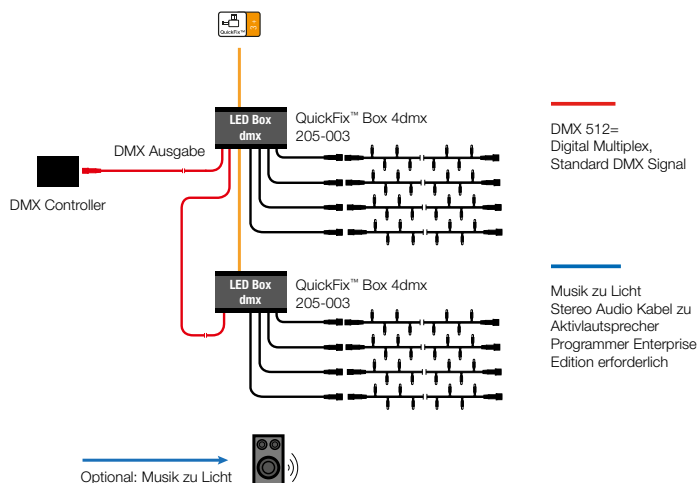 QuickFix™
LED Box
dmx
QuickFix™ Box 4dmx
205-003
DMX Ausgabe
DMX Controller
DMX 512=
Digital Multiplex,
Standard DMX Signal
LED Box
dmx
QuickFix™ Box 4dmx
205-003
Musik zu Licht
Stereo Audio Kabel zu
Aktivlautsprecher
Programmer Enterprise
Edition erforderlich
Optional: Musik zu Licht